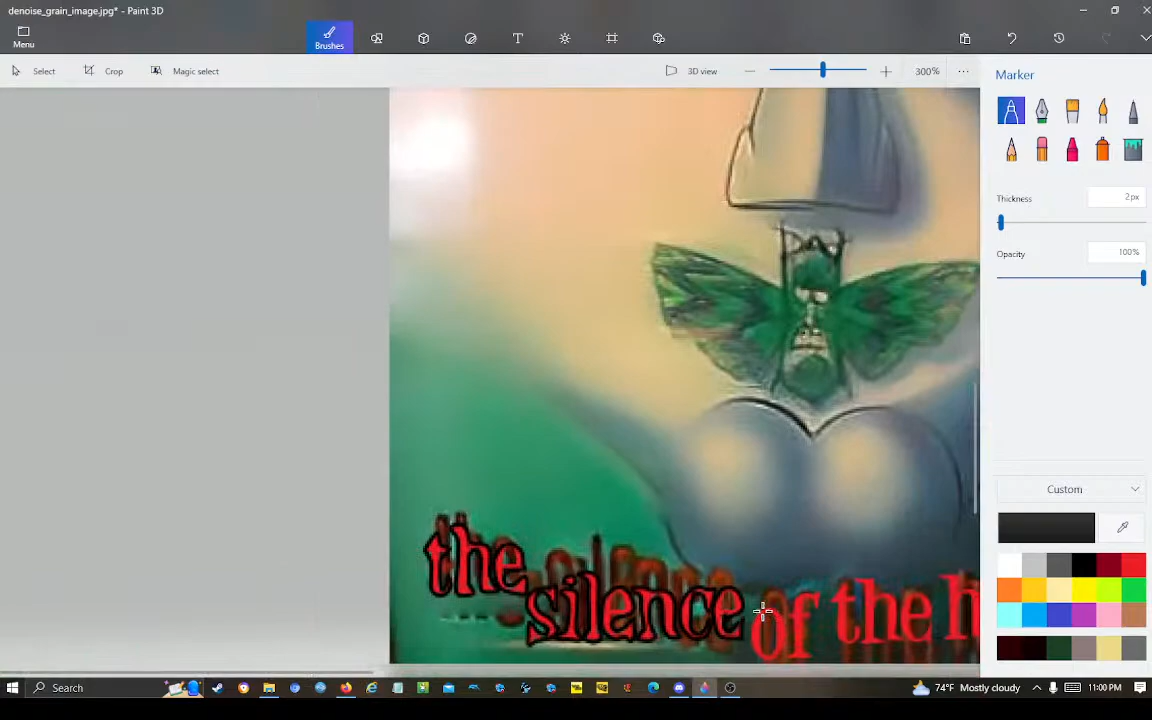 denoise_grain_image.jpg* - Paint 3D
Menu
Brushes
Select
Crop
Magic select
3D view
300%
Marker
Thickness
2px
Opacity
100%
Custom
the
silence of the h
Search
74°F Mostly cloudy
11:00 PM